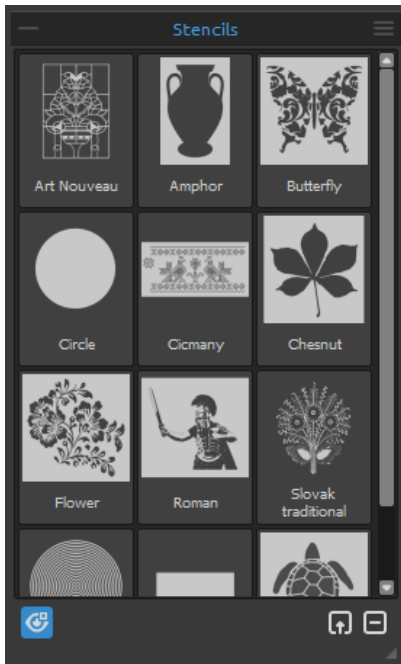 Stencils
Art Nouveau
Amphor
Butterfly
Circle
Cicmany
Chesnut
Flower
Roman
Slovak
traditional